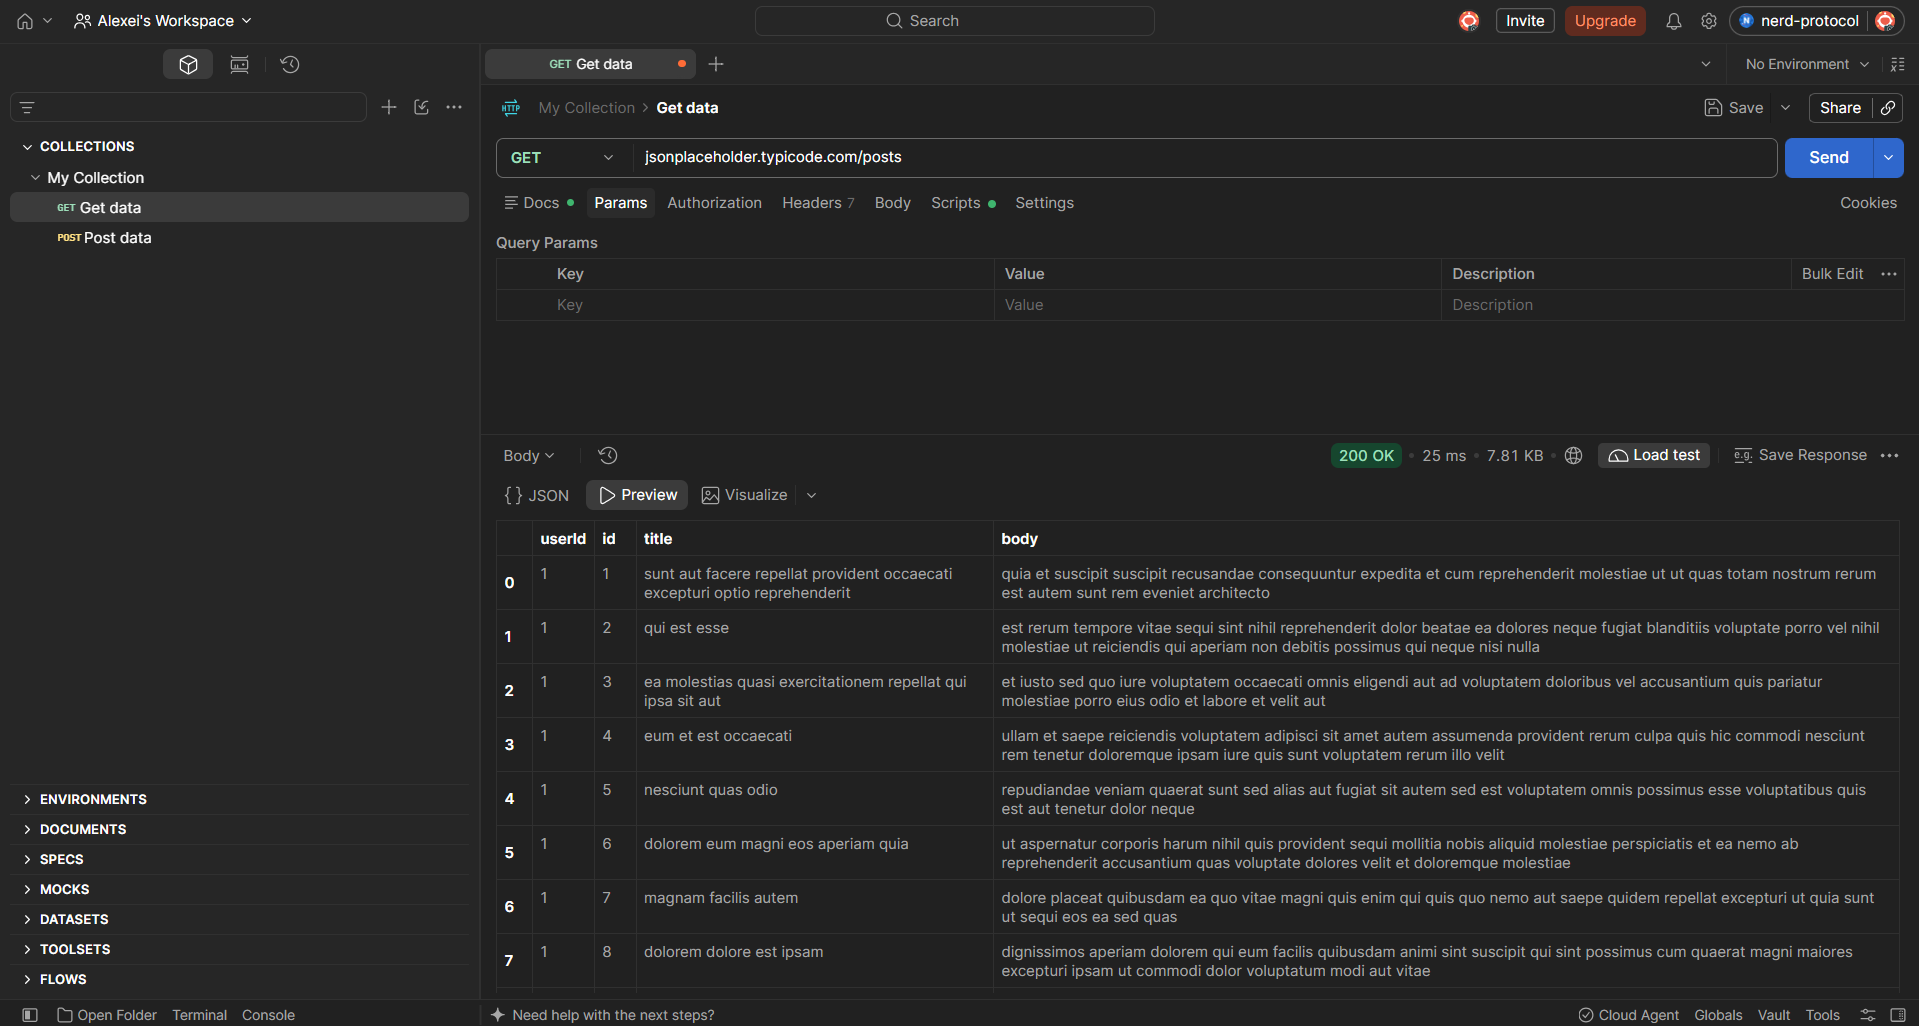 Alexei's Workspace
Search
Invite
Upgrade
N
nerd-protocol
GET Get data
No Environment
COLLECTIONS
My Collection
GET Get data
POST Post data
ENVIRONMENTS
DOCUMENTS
SPECS
MOCKS
DATASETS
TOOLSETS
FLOWS
HTTP
My Collection > Get data
Save
Share
GET
jsonplaceholder.typicode.com/posts
Send
Docs
Params
Authorization
Headers 7
Body
Scripts
Settings
Cookies
Query Params
Key Value Description Bulk Edit
Key Value Description
Body
200 OK • 25 ms • 7.81 KB
Load test
e.g. Save Response
{} JSON
Preview
Visualize
userId id title body
0 1 1 sunt aut facere repellat provident occaecati quia et suscipit suscipit recusandae consequuntur expedita et cum reprehenderit molestiae ut ut quas totam nostrum rerum
excepturi optio reprehenderit est autem sunt rem eveniet architecto
1 1 2 qui est esse est rerum tempore vitae sequi sint nihil reprehenderit dolor beatae ea dolores neque fugiat blanditiis voluptate porro vel nihil
molestiae ut reiciendis qui aperiam non debitis possimus qui neque nisi nulla
2 1 3 ea molestias quasi exercitationem repellat qui et iusto sed quo iure voluptatem occaecati omnis eligendi aut ad voluptatem doloribus vel accusantium quis pariatur
ipsa sit aut molestiae porro eius odio et labore et velit aut
3 1 4 eum et est occaecati ullam et saepe reiciendis voluptatem adipisci sit amet autem assumenda provident rerum culpa quis hic commodi nesciunt
rem tenetur doloremque ipsam iure quis sunt voluptatem rerum illo velit
4 1 5 nesciunt quas odio repudiandae veniam quaerat sunt sed alias aut fugiat sit autem sed est voluptatem omnis possimus esse voluptatibus quis
est aut tenetur dolor neque
5 1 6 dolorem eum magni eos aperiam quia ut aspernatur corporis harum nihil quis provident sequi mollitia nobis aliquid molestiae perspiciatis et ea nemo ab
reprehenderit accusantium quas voluptate dolores velit et doloremque molestiae
6 1 7 magnam facilis autem dolore placeat quibusdam ea quo vitae magni quis enim qui quis quo nemo aut saepe quidem repellat excepturi ut quia sunt
ut sequi eos ea sed quas
7 1 8 dolorem dolore est ipsam dignissimos aperiam dolorem qui eum facilis quibusdam animi sint suscipit qui sint possimus cum quaerat magni maiores
excepturi ipsam ut commodi dolor voluptatum modi aut vitae
Open Folder
Terminal
Console
Need help with the next steps?
Cloud Agent
Globals
Vault
Tools